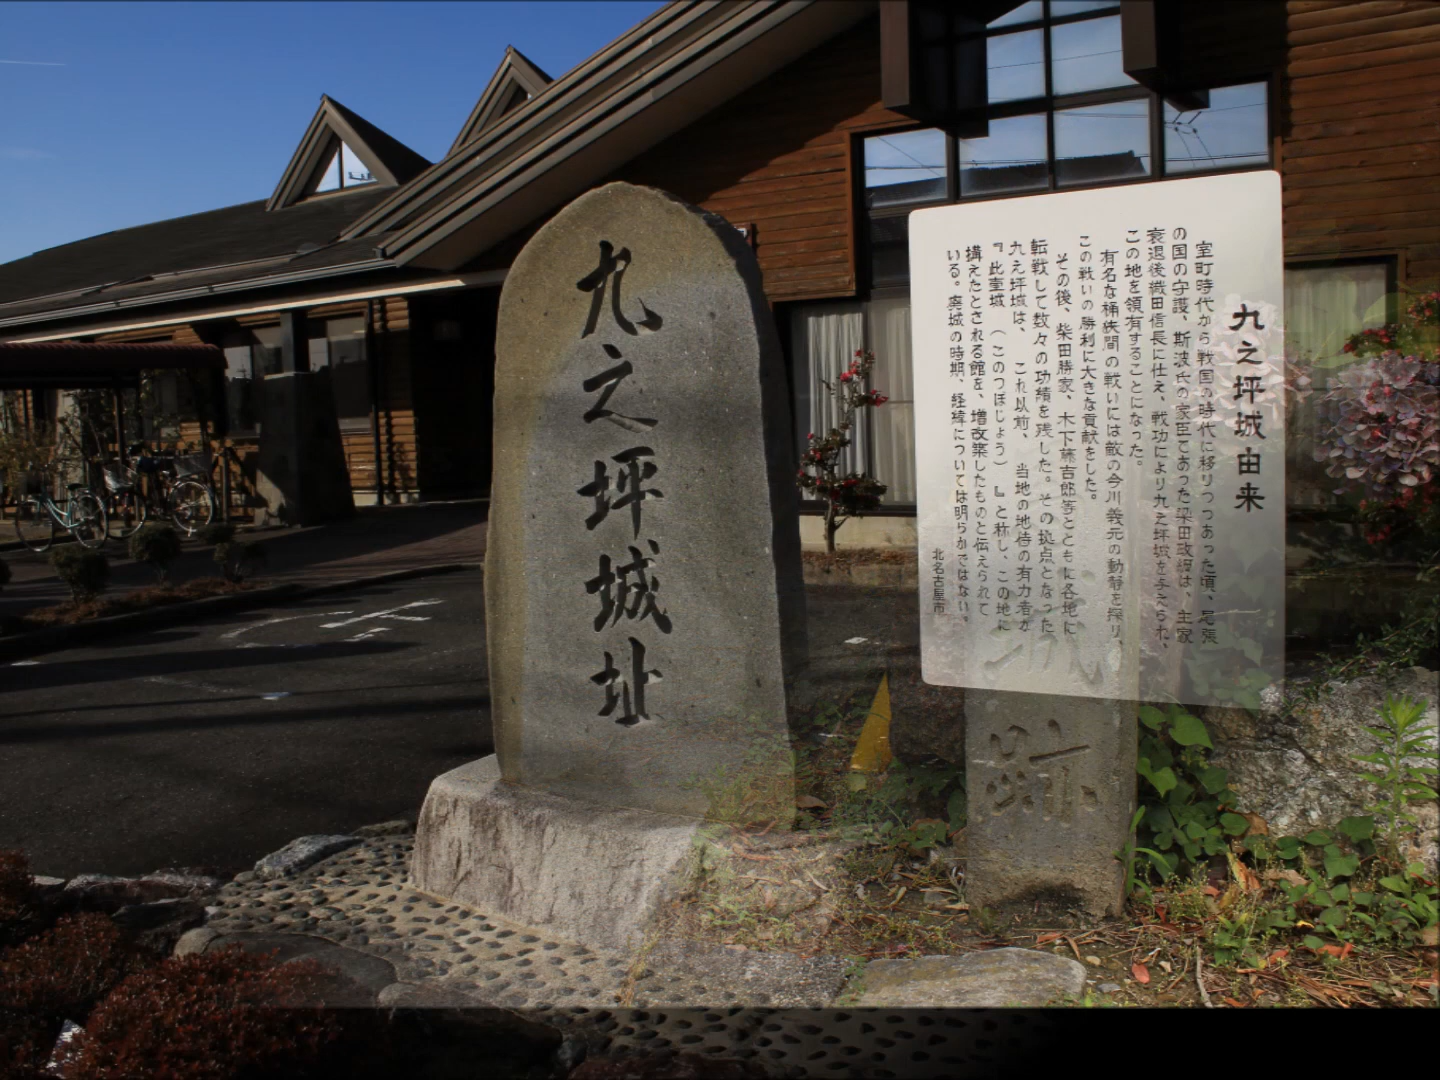 九之坪城址
九之坪城由来
室町時代から戦国の時代に移りつつあった頃、尾張
の国の守護、斯波氏の家臣であった梁田政綱は、主家
衰退後織田信長に仕え、戦功により九之坪城を与えられ、
この地を領有することになった。
有名な桶狭間の戦いには敵の今川義元の動静を探り、
この戦いの勝利に大きな貢献をした。
その後、柴田勝家、木下藤吉郎等とともに各地に
転戦して数々の功績を残した。その拠点となった
九之坪城は、これ以前、当地の地侍の有力者が
『此壷城（このつぼじょう）』と称し、この地に
構えたとされる館を、増改築したものと伝えられて
いる。廃城の時期、経緯については明らかではない。
北名古屋市
城跡